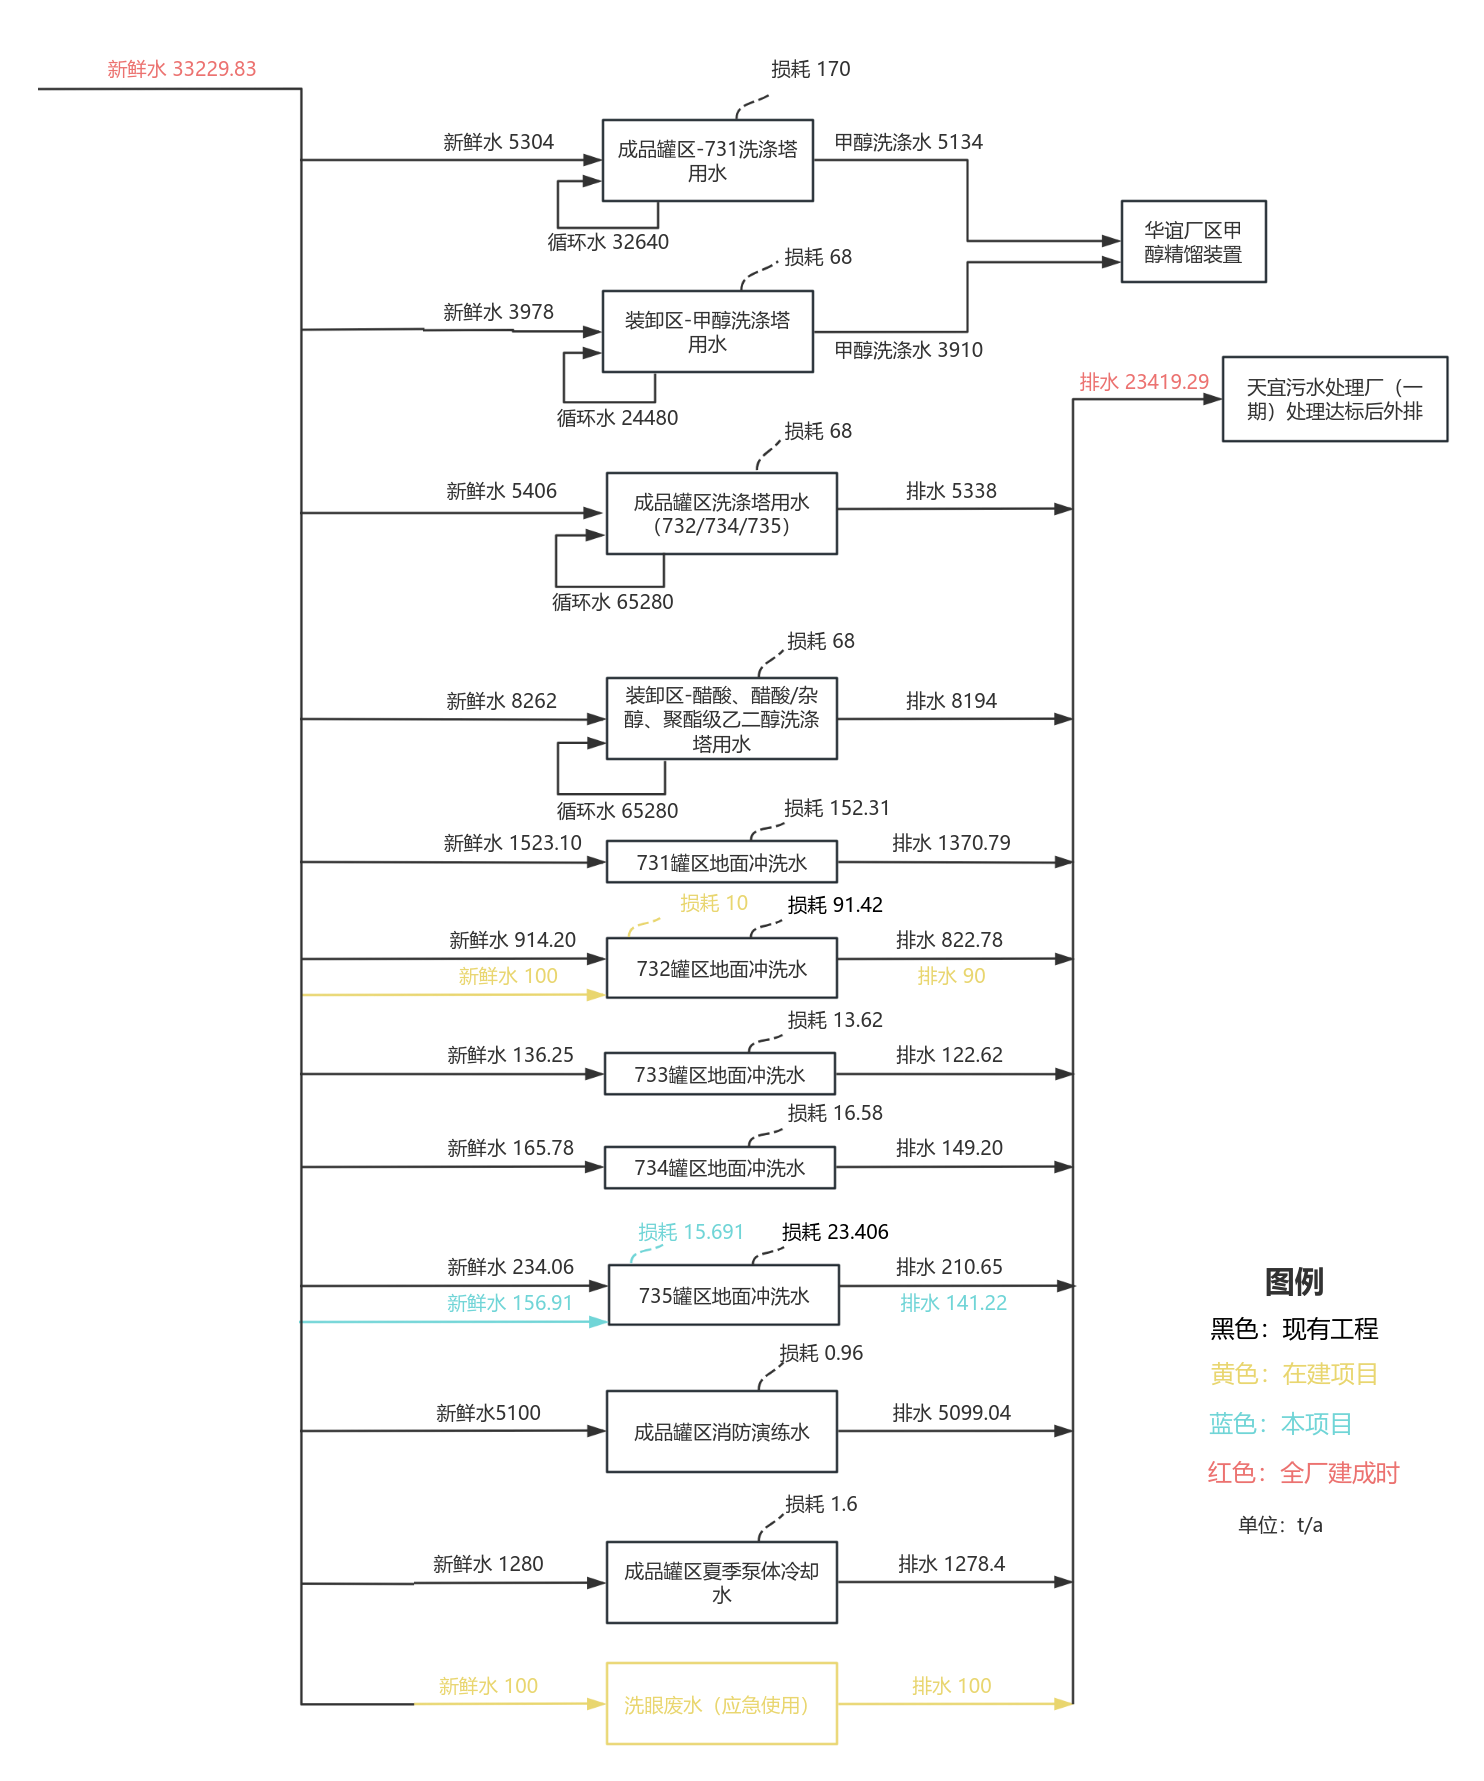 新鲜水 33229.83
损耗 170
新鲜水 5304
成品罐区-731洗涤塔
用水
甲醇洗涤水 5134
循环水 32640
华谊厂区甲
醇精馏装置
损耗 68
新鲜水 3978
装卸区-甲醇洗涤塔
用水
甲醇洗涤水 3910
循环水 24480
排水 23419.29
天宜污水处理厂（一
期）处理达标后外排
损耗 68
新鲜水 5406
成品罐区洗涤塔用水
（732/734/735）
排水 5338
循环水 65280
损耗 68
新鲜水 8262
装卸区-醋酸、醋酸/杂
醇、聚酯级乙二醇洗涤
塔用水
排水 8194
循环水 65280
损耗 152.31
新鲜水 1523.10
731罐区地面冲洗水
排水 1370.79
损耗 10
损耗 91.42
新鲜水 914.20
新鲜水 100
732罐区地面冲洗水
排水 822.78
排水 90
损耗 13.62
新鲜水 136.25
733罐区地面冲洗水
排水 122.62
损耗 16.58
新鲜水 165.78
734罐区地面冲洗水
排水 149.20
损耗 15.691
损耗 23.406
新鲜水 234.06
新鲜水 156.91
735罐区地面冲洗水
排水 210.65
排水 141.22
损耗 0.96
新鲜水5100
成品罐区消防演练水
排水 5099.04
损耗 1.6
新鲜水 1280
成品罐区夏季泵体冷却
水
排水 1278.4
新鲜水 100
洗眼废水（应急使用）
排水 100
图例
黑色：现有工程
黄色：在建项目
蓝色：本项目
红色：全厂建成时
单位：t/a